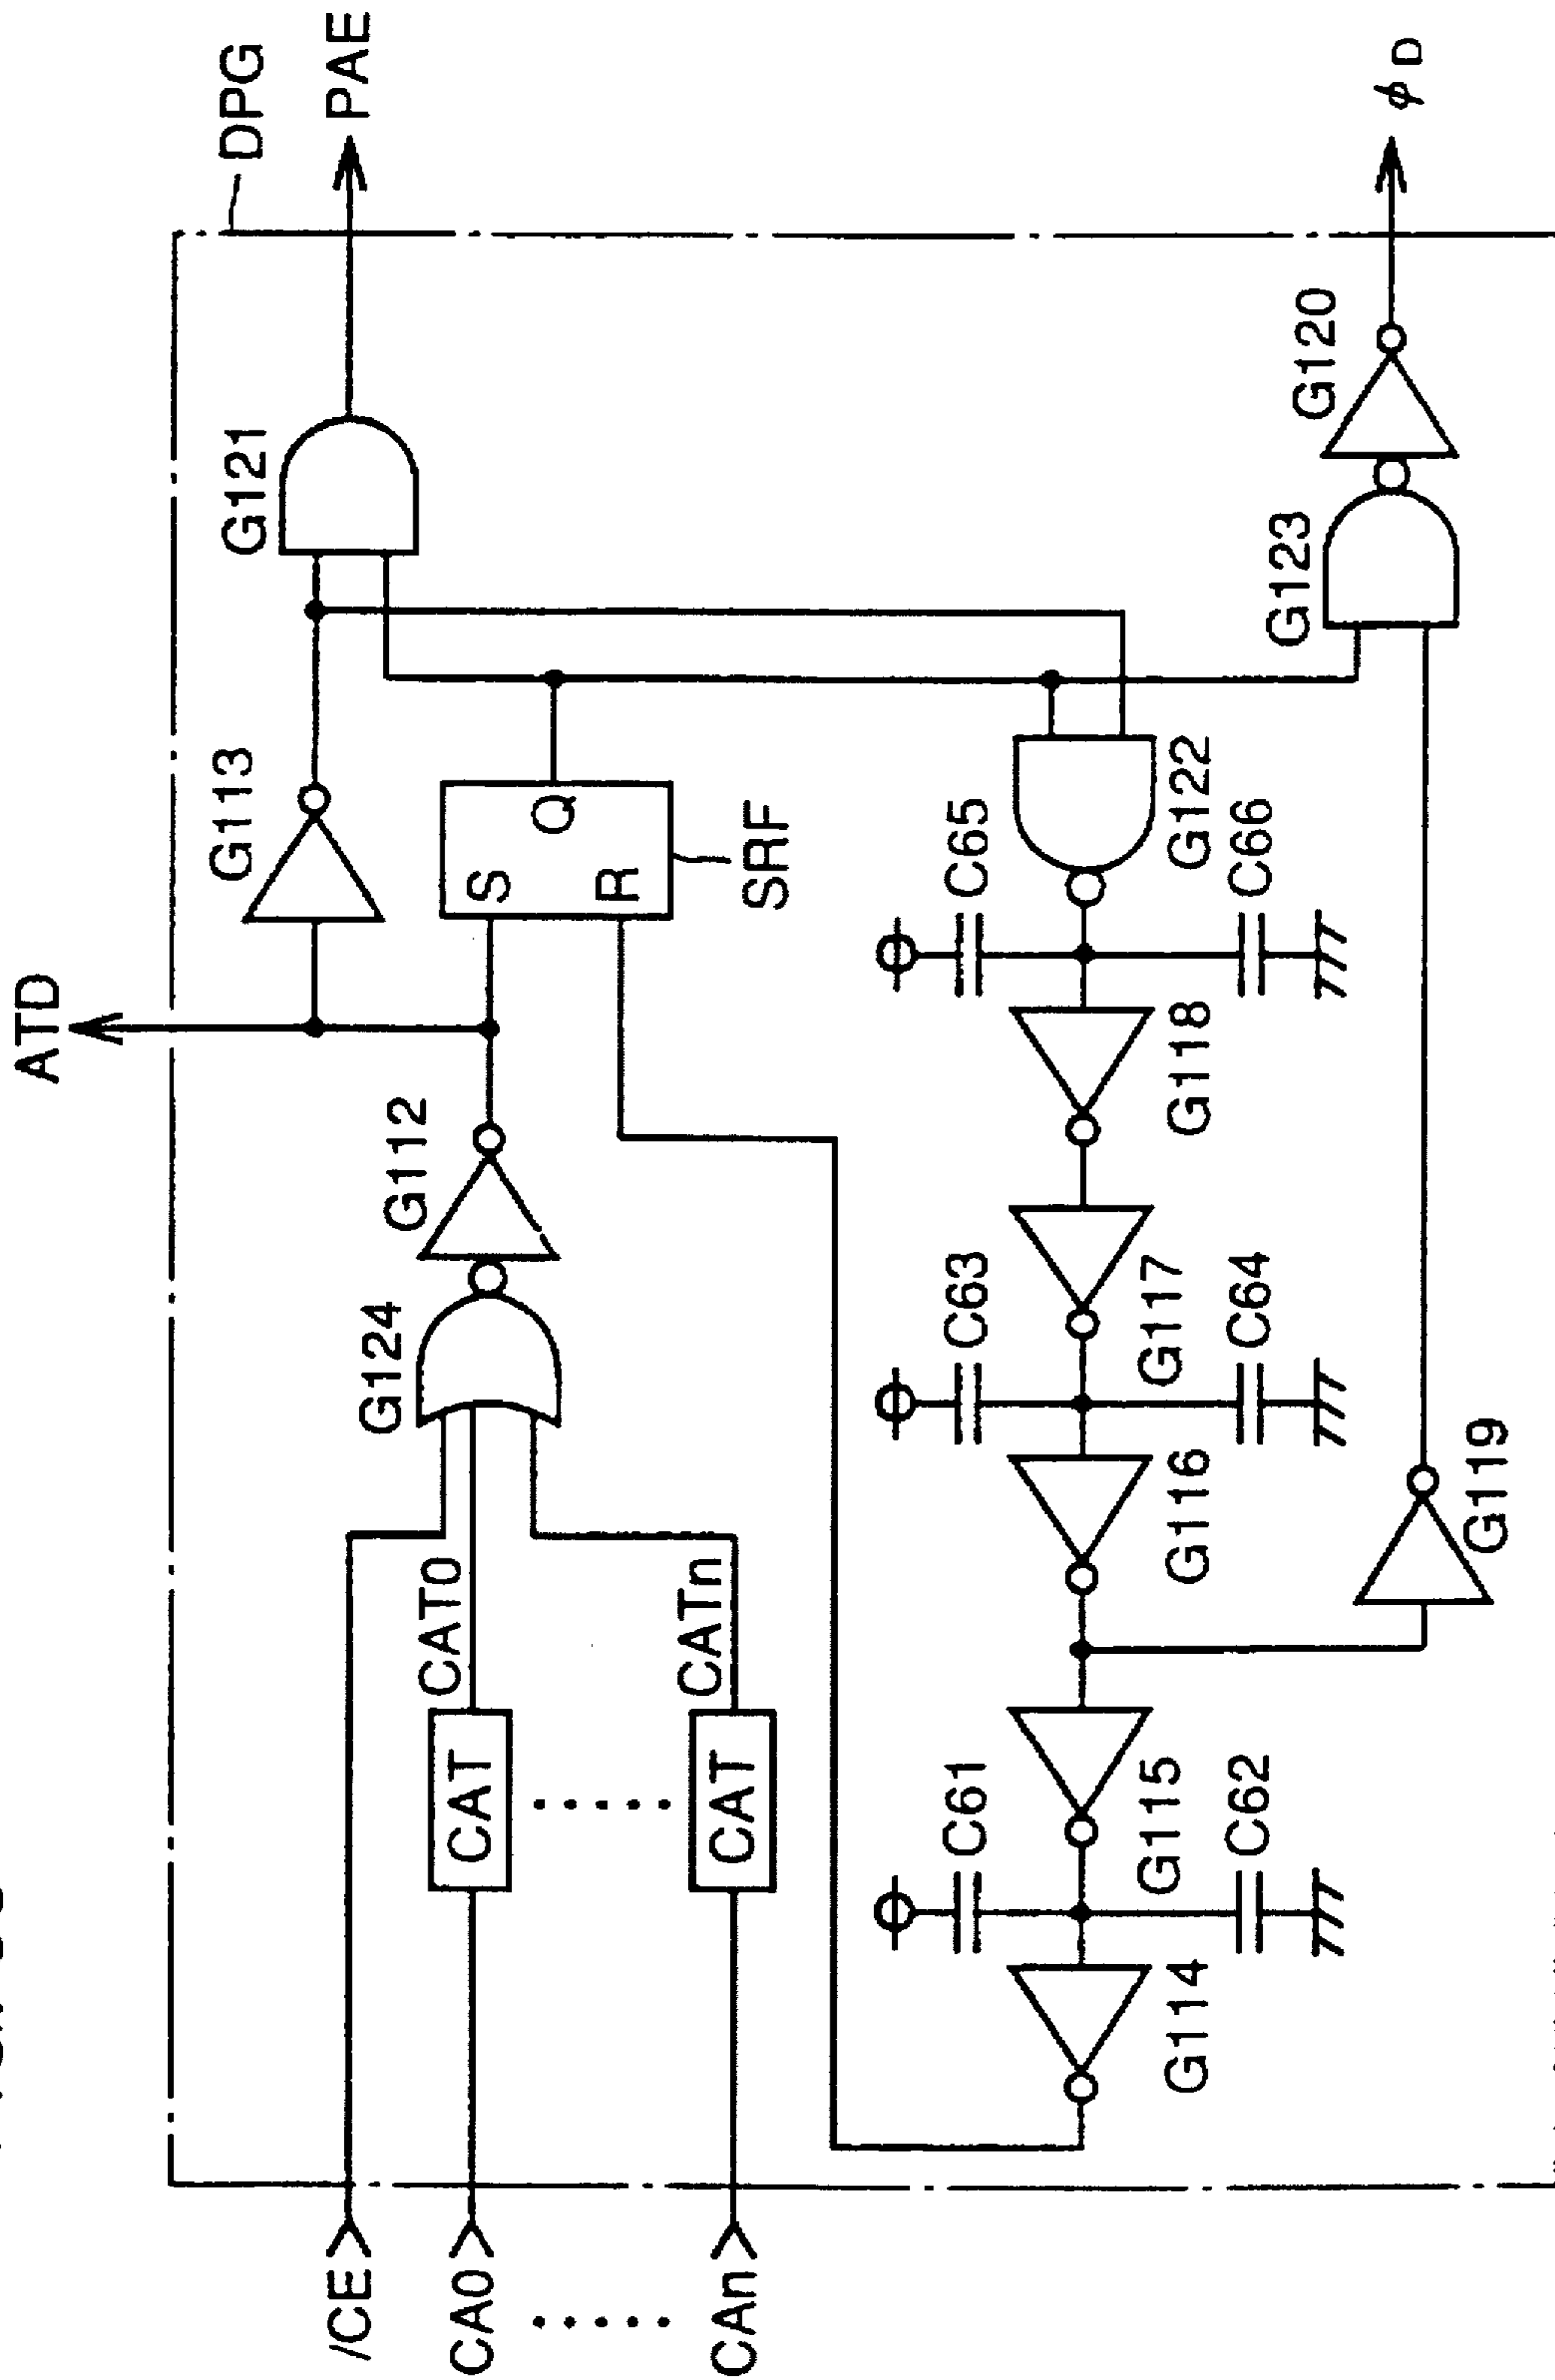 ATD
DPG
PAE
G113
G121
/CE
G124
G112
S
Q
R
SRF
CA0
CAT
CAT0
CAn
CAT
CATn
C61
C63
C65
G114
G115
G116
G117
G118
G122
C62
C64
C66
G119
G123
G120
φD